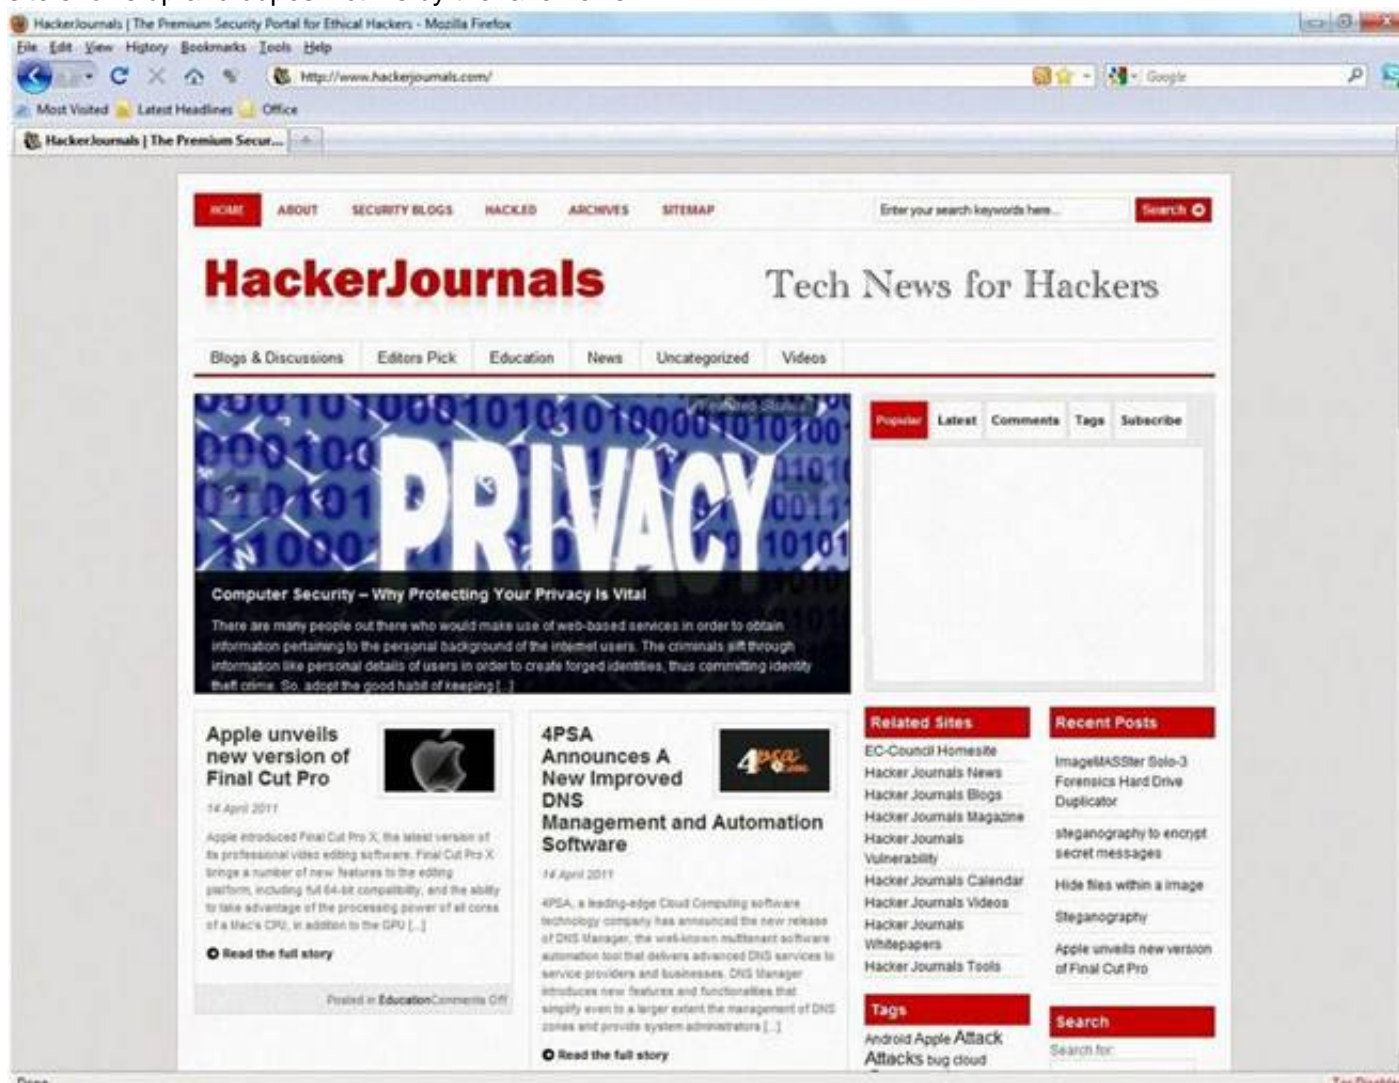 HackerJournals | The Premium Security Portal for Ethical Hackers - Mozilla Firefox
File Edit View History Bookmarks Tools Help
http://www.hackerjournals.com/
Google
Most Visited Latest Headlines Office
HackerJournals | The Premium Secur...
HOME ABOUT SECURITY BLOGS HACKED ARCHIVES SITEMAP
Enter your search keywords here... Search
HackerJournals
Tech News for Hackers
Blogs & Discussions Editors Pick Education News Uncategorized Videos
Featured Stories
PRIVACY
Computer Security – Why Protecting Your Privacy Is Vital
There are many people out there who would make use of web-based services in order to obtain
information pertaining to the personal background of the internet users. The criminals sift through
information like personal details of users in order to create forged identities, thus committing identity
theft crime. So, adopt the good habit of keeping [...]
Popular Latest Comments Tags Subscribe
Apple unveils
new version of
Final Cut Pro
14 April 2011
Apple introduced Final Cut Pro X, the latest version of
its professional video editing software. Final Cut Pro X
brings a number of new features to the editing
platform, including full 64-bit compatibility, and the ability
to take advantage of the processing power of all cores
of a Mac's CPU, in addition to the GPU [...]
Read the full story
Posted in EducationComments Off
4PSA
Announces A
New Improved
DNS
Management and Automation
Software
4psa.com
14 April 2011
4PSA, a leading-edge Cloud Computing software
technology company has announced the new release
of DNS Manager, the well-known multitenant software
automation tool that delivers advanced DNS services to
service providers and businesses. DNS Manager
introduces new features and functionalities that
simplify even to a larger extent the management of DNS
zones and provide system administrators [...]
Read the full story
Related Sites
EC-Council Homesite
Hacker Journals News
Hacker Journals Blogs
Hacker Journals Magazine
Hacker Journals
Vulnerability
Hacker Journals Calendar
Hacker Journals Videos
Hacker Journals
Whitepapers
Hacker Journals Tools
Tags
Android Apple Attack
Attacks bug cloud
Recent Posts
ImageMASSter Solo-3
Forensics Hard Drive
Duplicator
steganography to encrypt
secret messages
Hide files within a image
Steganography
Apple unveils new version
of Final Cut Pro
Search
Search for: